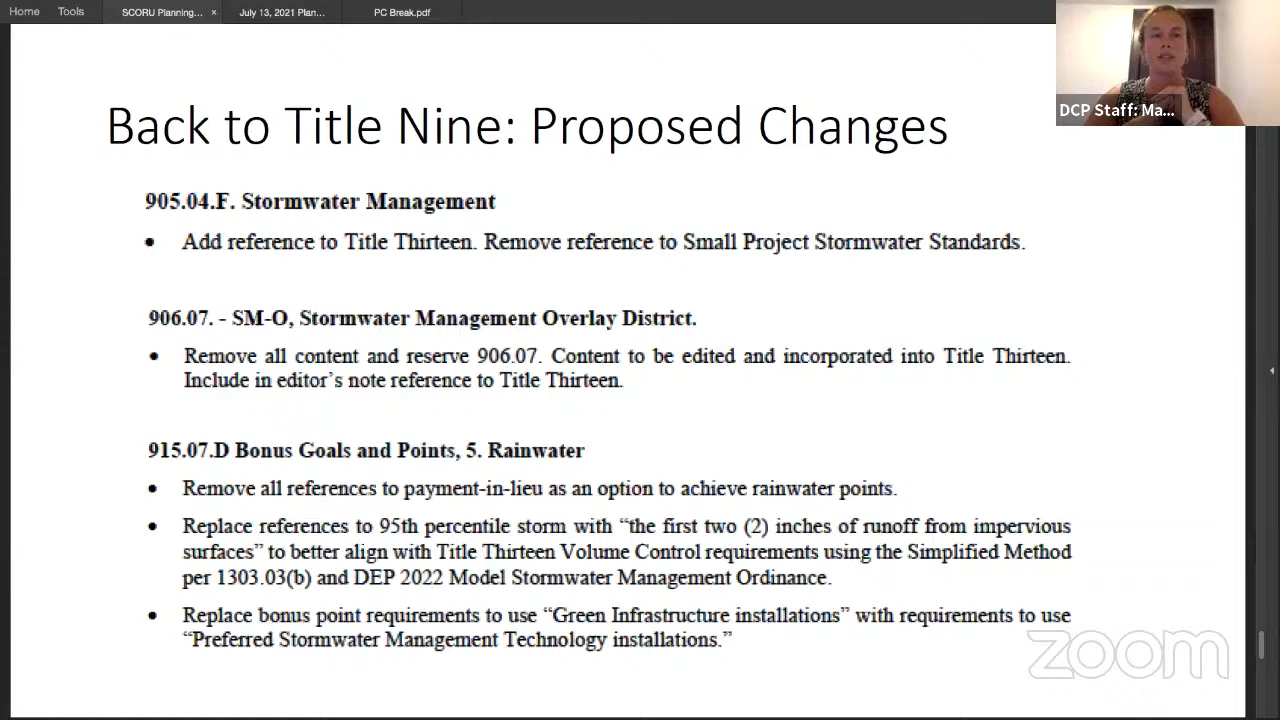 Home Tools SCORU Planning... × July 13, 2021 Plan... PC Break.pdf
DCP Staff: Ma...
Back to Title Nine: Proposed Changes
905.04.F. Stormwater Management
• Add reference to Title Thirteen. Remove reference to Small Project Stormwater Standards.
906.07. - SM-O, Stormwater Management Overlay District.
• Remove all content and reserve 906.07. Content to be edited and incorporated into Title Thirteen.
Include in editor's note reference to Title Thirteen.
915.07.D Bonus Goals and Points, 5. Rainwater
• Remove all references to payment-in-lieu as an option to achieve rainwater points.
• Replace references to 95th percentile storm with “the first two (2) inches of runoff from impervious
surfaces” to better align with Title Thirteen Volume Control requirements using the Simplified Method
per 1303.03(b) and DEP 2022 Model Stormwater Management Ordinance.
• Replace bonus point requirements to use “Green Infrastructure installations” with requirements to use
“Preferred Stormwater Management Technology installations.”
zoom